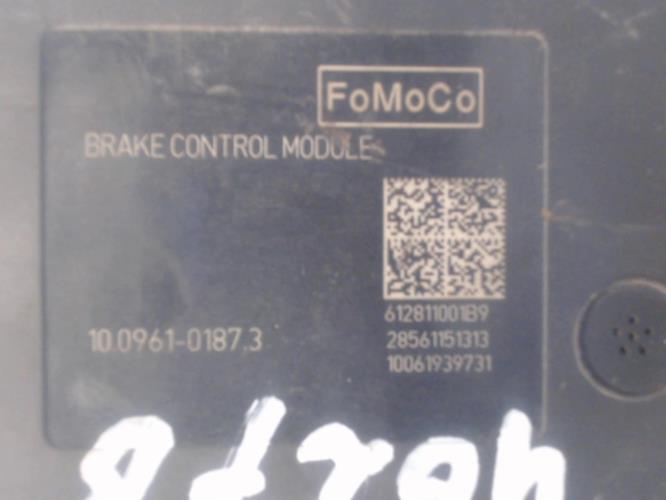 FoMoCo
BRAKE CONTROL MODULE
612811001B9
10.0961-0187.3
28561151313
10061939731